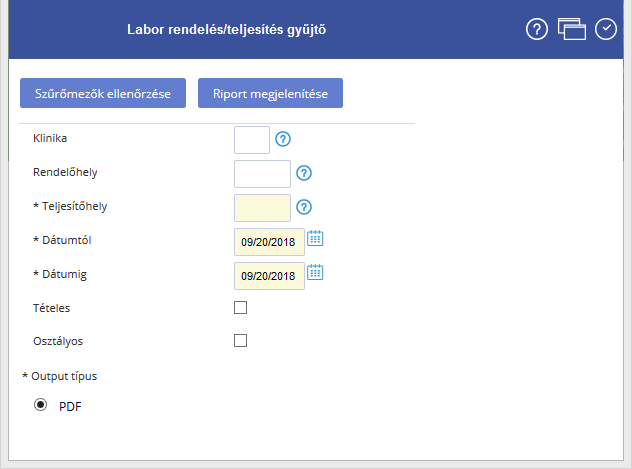 Labor rendelés/teljesítés gyűjtő
Szűrőmezők ellenőrzése Riport megjelenítése
Klinika
Rendelőhely
* Teljesítőhely
* Dátumtól 09/20/2018
* Dátumig 09/20/2018
Tételes
Osztályos
* Output típus
PDF